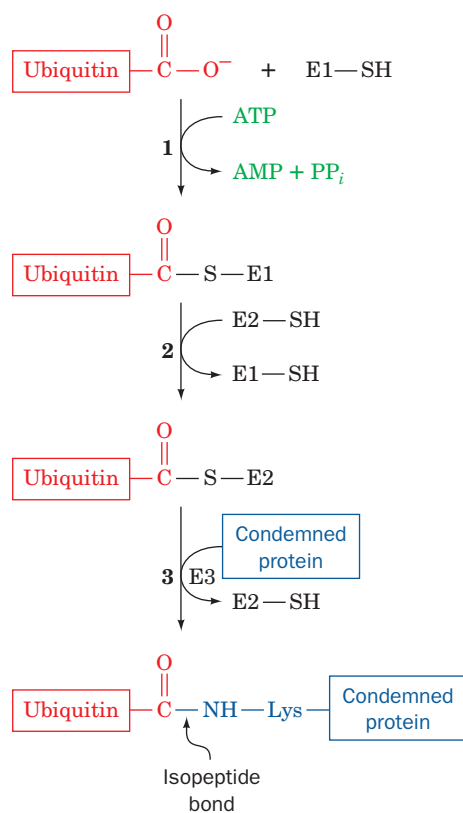 O
Ubiquitin — C — O⁻ + E1 — SH
ATP
1
AMP + PPᵢ
O
Ubiquitin — C — S — E1
E2 — SH
2
E1 — SH
O
Ubiquitin — C — S — E2
Condemned
protein
3 E3
E2 — SH
O
Ubiquitin — C — NH — Lys — Condemned
protein
Isopeptide
bond